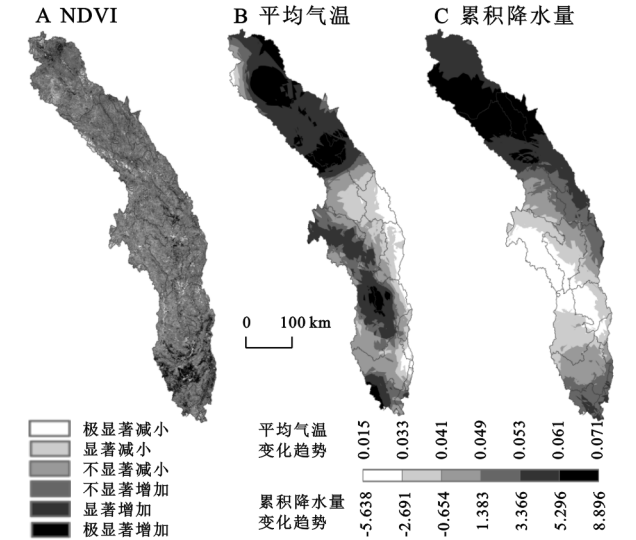 A NDVI
B 平均气温
C 累积降水量
0 100 km
极显著减小
显著减小
不显著减小
不显著增加
显著增加
极显著增加
平均气温
变化趋势
0.015 0.033 0.041 0.049 0.053 0.061 0.071
累积降水量
变化趋势
-5.638 -2.691 -0.654 1.383 3.366 5.296 8.896